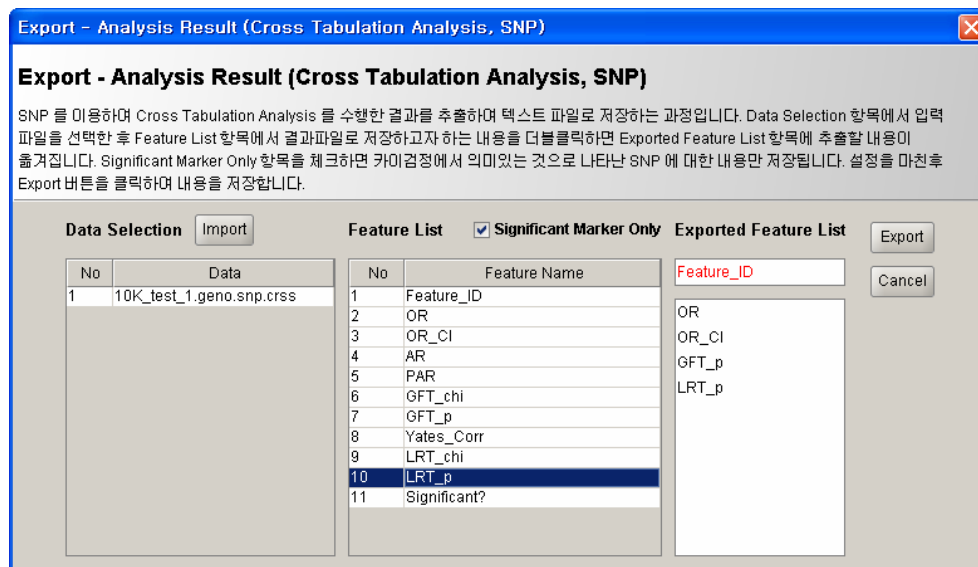 Export - Analysis Result (Cross Tabulation Analysis, SNP)
Export - Analysis Result (Cross Tabulation Analysis, SNP)
SNP 를 이용하여 Cross Tabulation Analysis 를 수행한 결과를 추출하여 텍스트 파일로 저장하는 과정입니다. Data Selection 항목에서 입력
파일을 선택한 후 Feature List 항목에서 결과파일로 저장하고자 하는 내용을 더블클릭하면 Exported Feature List 항목에 추출할 내용이
옮겨집니다. Significant Marker Only 항목을 체크하면 카이검정에서 의미있는 것으로 나타난 SNP 에 대한 내용만 저장됩니다. 설정을 마친후
Export 버튼을 클릭하여 내용을 저장합니다.
Data Selection Import
No Data
1 10K_test_1.geno.snp.crss
Feature List Significant Marker Only
No Feature Name
1 Feature_ID
2 OR
3 OR_CI
4 AR
5 PAR
6 GFT_chi
7 GFT_p
8 Yates_Corr
9 LRT_chi
10 LRT_p
11 Significant?
Exported Feature List
Feature_ID
OR
OR_CI
GFT_p
LRT_p
Export
Cancel